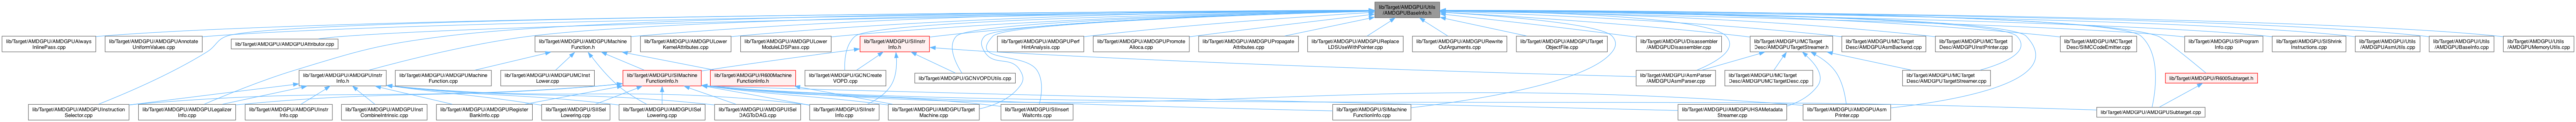 lib/Target/AMDGPU/Utils
/AMDGPUBaseInfo.h
lib/Target/AMDGPU/AMDGPUAlways
InlinePass.cpp
lib/Target/AMDGPU/AMDGPUAnnotate
UniformValues.cpp
lib/Target/AMDGPU/AMDGPUAttributor.cpp
lib/Target/AMDGPU/AMDGPUMachine
Function.h
lib/Target/AMDGPU/AMDGPULower
KernelAttributes.cpp
lib/Target/AMDGPU/AMDGPULower
ModuleLDSPass.cpp
lib/Target/AMDGPU/SIInstr
Info.h
lib/Target/AMDGPU/AMDGPUPerf
HintAnalysis.cpp
lib/Target/AMDGPU/AMDGPUPromote
Alloca.cpp
lib/Target/AMDGPU/AMDGPUPropagate
Attributes.cpp
lib/Target/AMDGPU/AMDGPUReplace
LDSUseWithPointer.cpp
lib/Target/AMDGPU/AMDGPURewrite
OutArguments.cpp
lib/Target/AMDGPU/AMDGPUTarget
ObjectFile.cpp
lib/Target/AMDGPU/Disassembler
/AMDGPUDisassembler.cpp
lib/Target/AMDGPU/MCTarget
Desc/AMDGPUTargetStreamer.h
lib/Target/AMDGPU/MCTarget
Desc/AMDGPUAsmBackend.cpp
lib/Target/AMDGPU/MCTarget
Desc/AMDGPUInstPrinter.cpp
lib/Target/AMDGPU/MCTarget
Desc/SIMCCodeEmitter.cpp
lib/Target/AMDGPU/SIProgram
Info.cpp
lib/Target/AMDGPU/SIShrink
Instructions.cpp
lib/Target/AMDGPU/Utils
/AMDGPUAsmUtils.cpp
lib/Target/AMDGPU/Utils
/AMDGPUBaseInfo.cpp
lib/Target/AMDGPU/Utils
/AMDGPUMemoryUtils.cpp
lib/Target/AMDGPU/AMDGPUInstr
Info.h
lib/Target/AMDGPU/AMDGPUMachine
Function.cpp
lib/Target/AMDGPU/AMDGPUMCInst
Lower.cpp
lib/Target/AMDGPU/SIMachine
FunctionInfo.h
lib/Target/AMDGPU/R600Machine
FunctionInfo.h
lib/Target/AMDGPU/GCNCreate
VOPD.cpp
lib/Target/AMDGPU/GCNVOPDUtils.cpp
lib/Target/AMDGPU/AsmParser
/AMDGPUAsmParser.cpp
lib/Target/AMDGPU/MCTarget
Desc/AMDGPUMCTargetDesc.cpp
lib/Target/AMDGPU/MCTarget
Desc/AMDGPUTargetStreamer.cpp
lib/Target/AMDGPU/R600Subtarget.h
lib/Target/AMDGPU/AMDGPUInstruction
Selector.cpp
lib/Target/AMDGPU/AMDGPULegalizer
Info.cpp
lib/Target/AMDGPU/AMDGPUInstr
Info.cpp
lib/Target/AMDGPU/AMDGPUInst
CombineIntrinsic.cpp
lib/Target/AMDGPU/AMDGPURegister
BankInfo.cpp
lib/Target/AMDGPU/SIISel
Lowering.cpp
lib/Target/AMDGPU/AMDGPUISel
Lowering.cpp
lib/Target/AMDGPU/AMDGPUISel
DAGToDAG.cpp
lib/Target/AMDGPU/SIInstr
Info.cpp
lib/Target/AMDGPU/AMDGPUTarget
Machine.cpp
lib/Target/AMDGPU/SIInsert
Waitcnts.cpp
lib/Target/AMDGPU/SIMachine
FunctionInfo.cpp
lib/Target/AMDGPU/AMDGPUHSAMetadata
Streamer.cpp
lib/Target/AMDGPU/AMDGPUAsm
Printer.cpp
lib/Target/AMDGPU/AMDGPUSubtarget.cpp